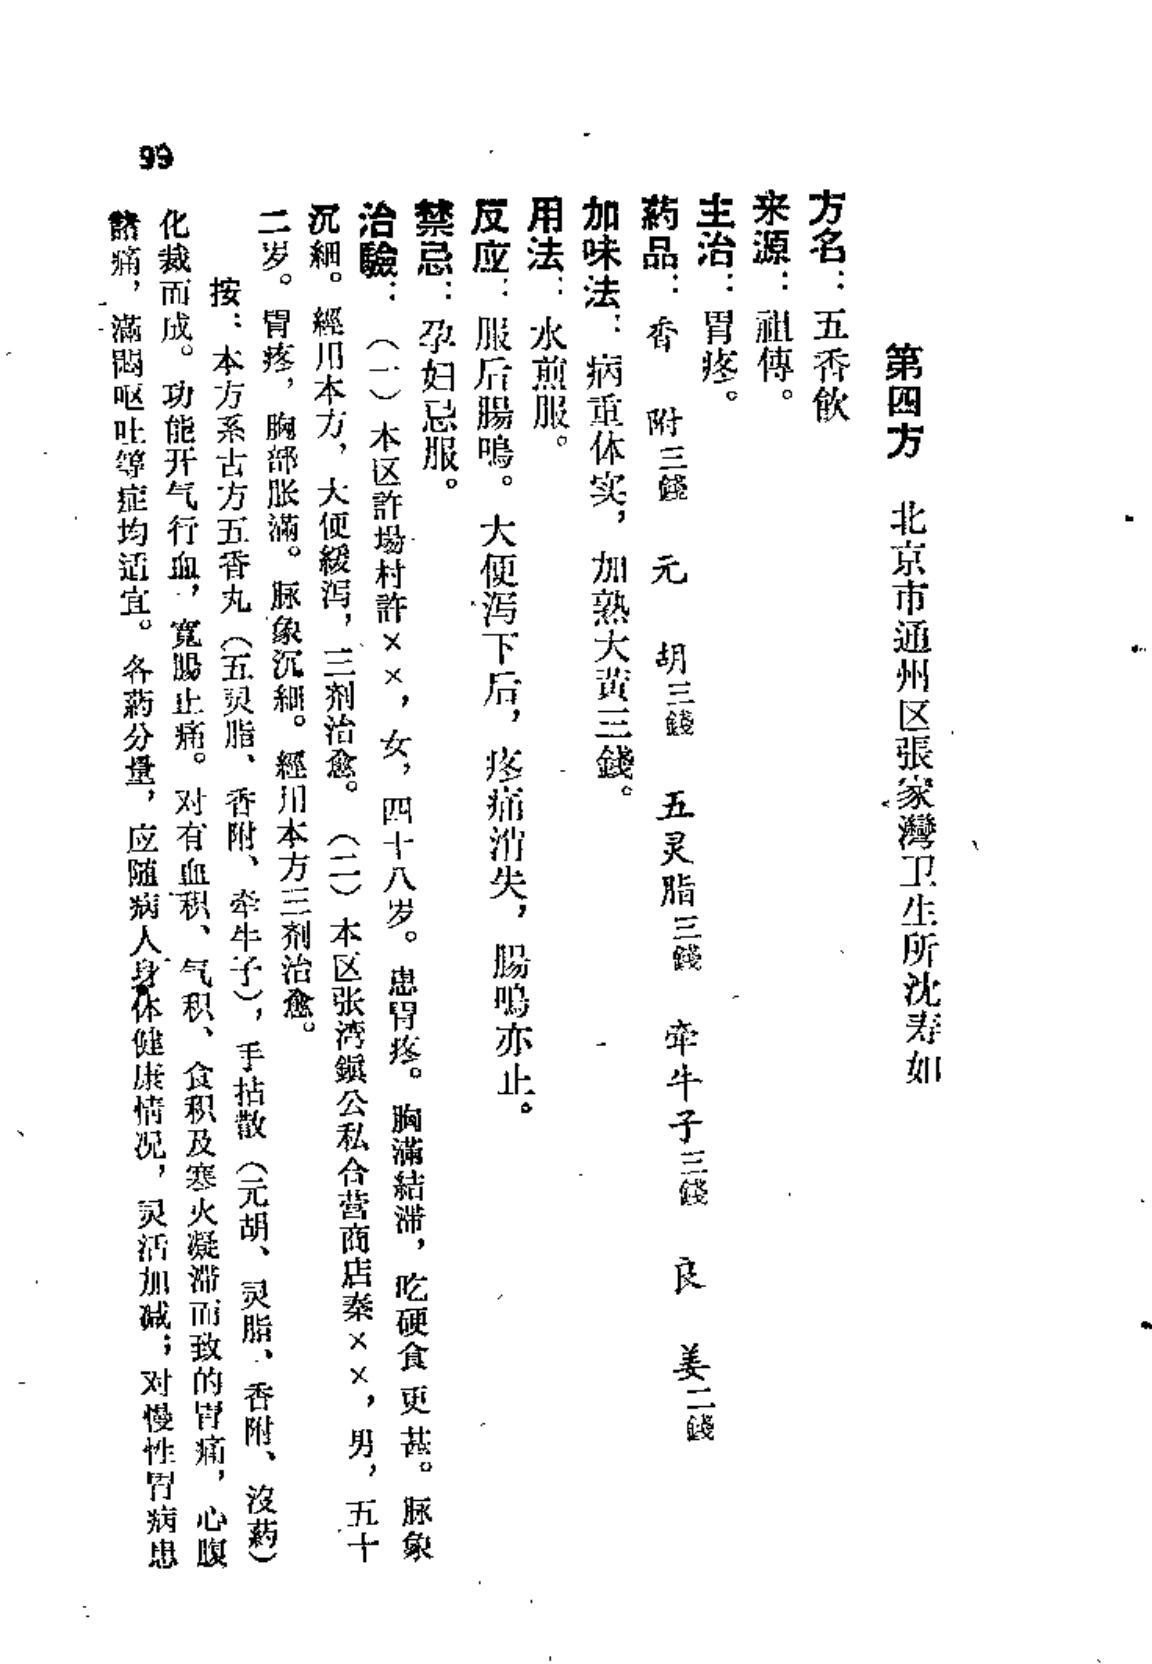 第四方　北京市通州区張家灣卫生所沈寿如
方名：五香飲
来源：祖傳。
主治：胃疼。
葯品：香附三錢　元胡三錢　五灵脂三錢　牵牛子三錢　良姜二錢
加味法：病重体实，加熟大黃三錢。
用法：水煎服。
反应：服后腸鳴。大便泻下后，疼痛消失，腸鳴亦止。
禁忌：孕妇忌服。
治驗：（一）本区許場村許××，女，四十八岁。患胃疼。胸滿結滯，吃硬食更甚。脉象
沉細。經用本方，大便緩泻，三剂治愈。（二）本区张湾鎭公私合营商店秦××，男，五十
二岁。胃疼，胸部胀滿。脉象沉細。經用本方三剂治愈。
按：本方系古方五香丸（五灵脂、香附、牵牛子），手拈散（元胡、灵脂、香附、沒葯）
化裁而成。功能开气行血，寬腸止痛。对有血积、气积、食积及寒火凝滯而致的胃痛，心腹
諸痛，滿悶呕吐等症均适宜。各葯分量，应随病人身体健康情况，灵活加减；对慢性胃病患
99